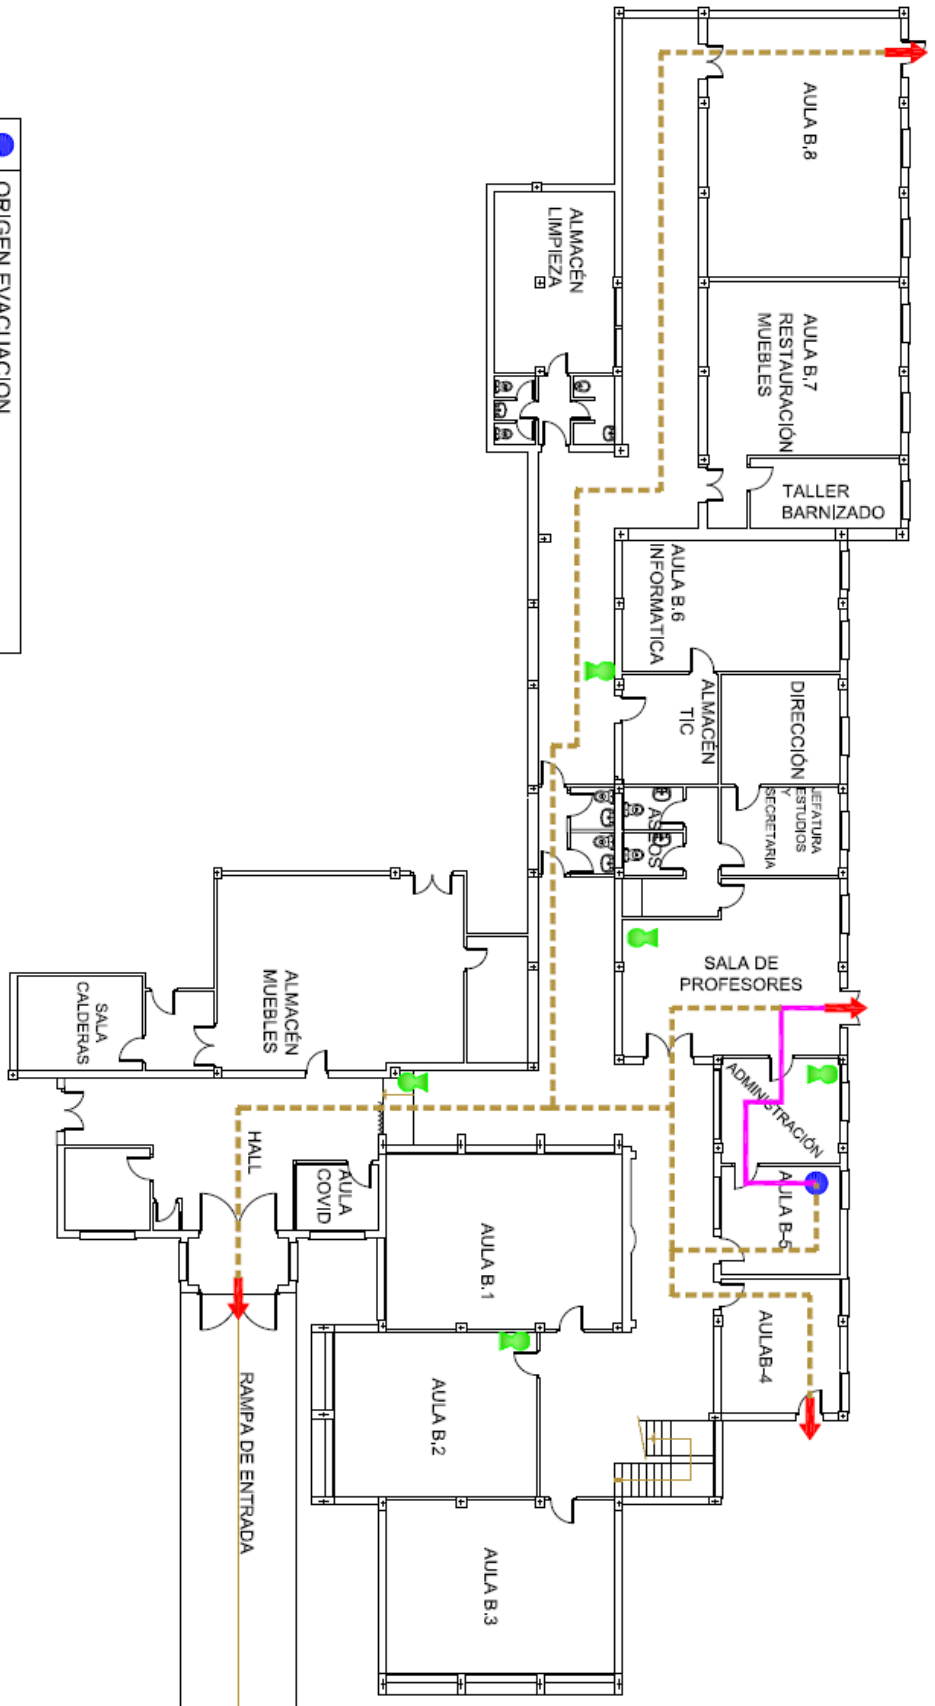 ORIGEN EVACUACION
AULA B,8
ALMACÉN
LIMPIEZA
AULA B,7
RESTAURACIÓN
MUEBLES
TALLER
BARNIZADO
AULA B.6
INFORMATICA
ALMACÉN
TIC
DIRECCIÓN
JEFATURA
ESTUDIOS
Y
SECRETARIA
ASEOS
SALA DE
PROFESORES
ALMACÉN
MUEBLES
SALA
CALDERAS
ADMINISTRACIÓN
HALL
AULA
COVID
AULA B-5
AULA B.1
AULAB-4
AULA B,2
RAMPA DE ENTRADA
AULA B.3